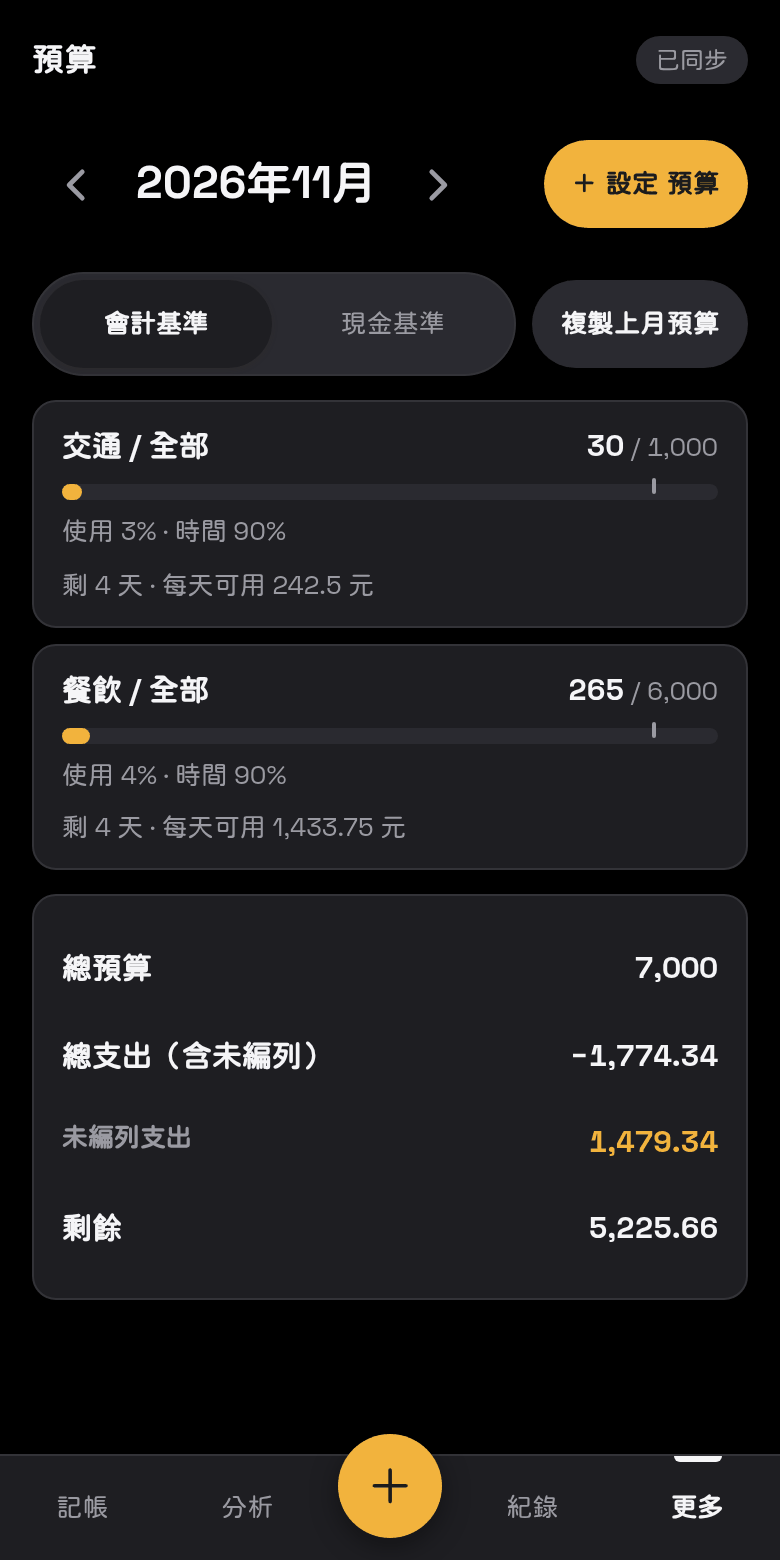 預算
已同步
2026年11月
+ 設定 預算
會計基準
現金基準
複製上月預算
交通 / 全部
30 / 1,000
使用 3% · 時間 90%
剩 4 天 · 每天可用 242.5 元
餐飲 / 全部
265 / 6,000
使用 4% · 時間 90%
剩 4 天 · 每天可用 1,433.75 元
總預算
7,000
總支出（含未編列）
-1,774.34
未編列支出
1,479.34
剩餘
5,225.66
記帳
分析
+
紀錄
更多